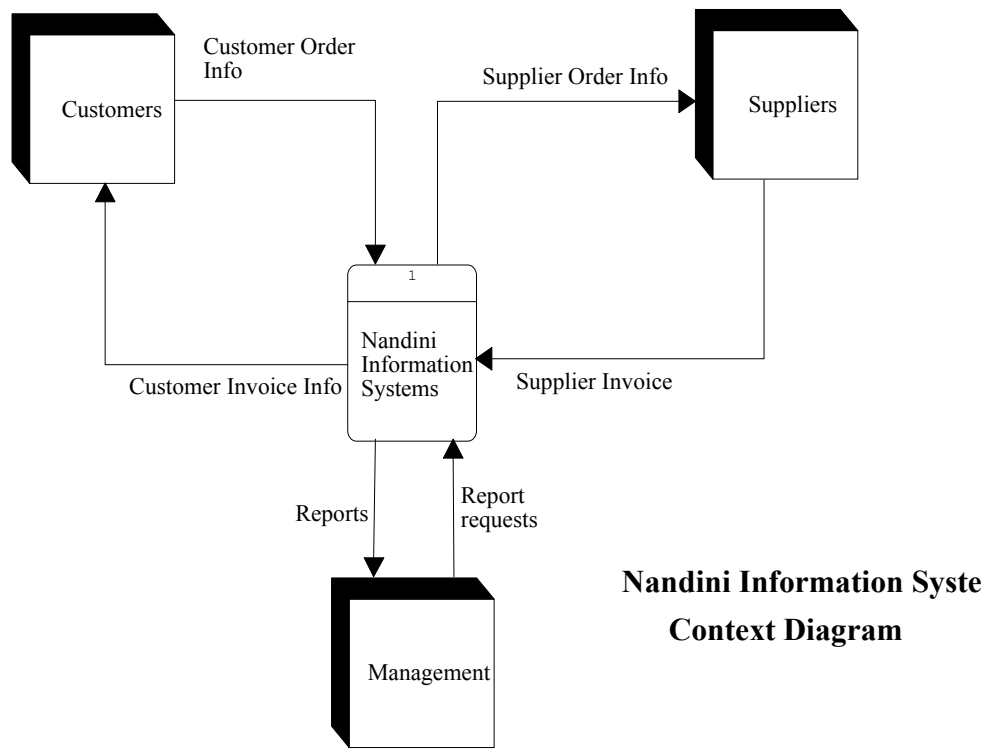 Customer Order
Info
Supplier Order Info
Customers
Suppliers
1
Nandini
Information
Systems
Customer Invoice Info
Supplier Invoice
Reports
Report
requests
Nandini Information Syste
Context Diagram
Management